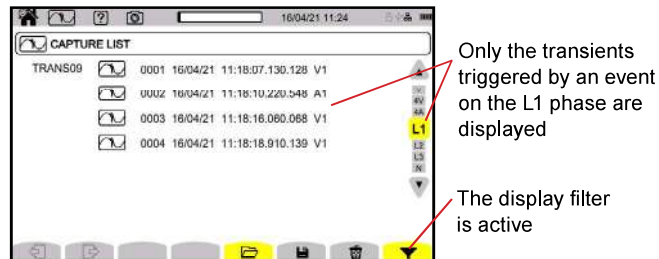 ?
16/04/21 11:24
CAPTURE LIST
TRANS09
0001 16/04/21 11:18:07.130.128 V1
0002 16/04/21 11:18:10.220.548 A1
0003 16/04/21 11:18:16.060.068 V1
0004 16/04/21 11:18:18.910.139 V1
4V
4A
L1
L2
L3
N
Only the transients
triggered by an event
on the L1 phase are
displayed
The display filter
is active